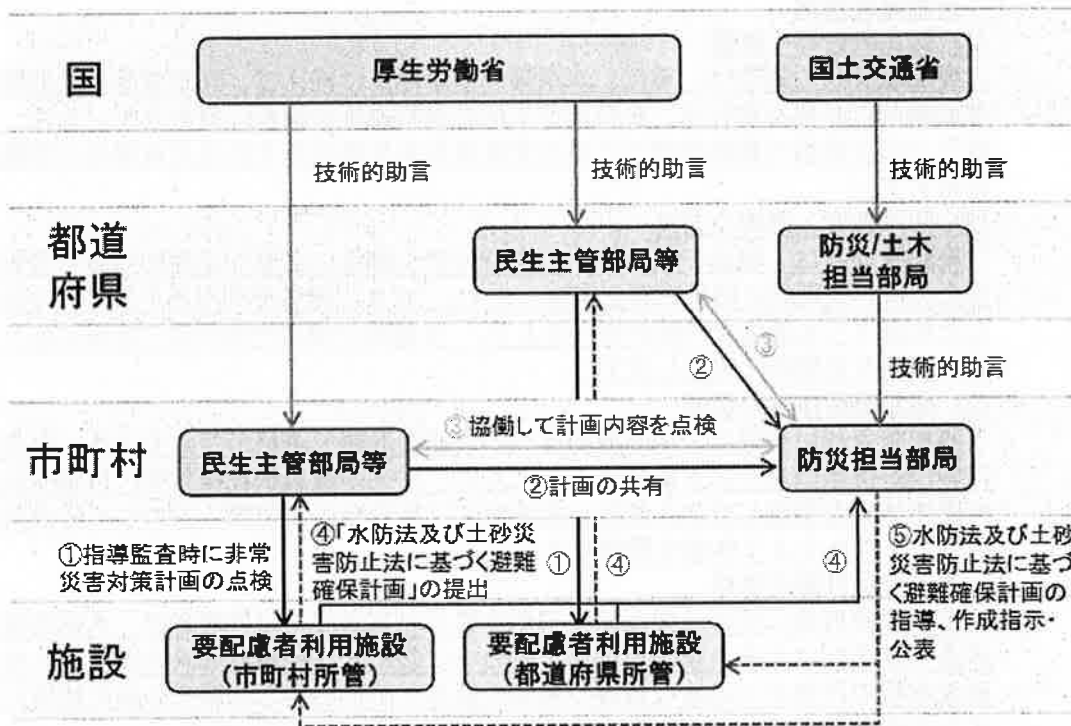 国
厚生労働省
国土交通省
技術的助言
技術的助言
技術的助言
都道
府県
民生主管部局等
防災/土木
担当部局
②
③
技術的助言
市町村
民生主管部局等
③協働して計画内容を点検
②計画の共有
防災担当部局
①指導監査時に非常
災害対策計画の点検
④「水防法及び土砂災
害防止法に基づく避難
確保計画」の提出
①
④
④
⑤水防法及び土砂
災害防止法に基づ
く避難確保計画の
指導、作成指示・
公表
施設
要配慮者利用施設
(市町村所管)
要配慮者利用施設
(都道府県所管)